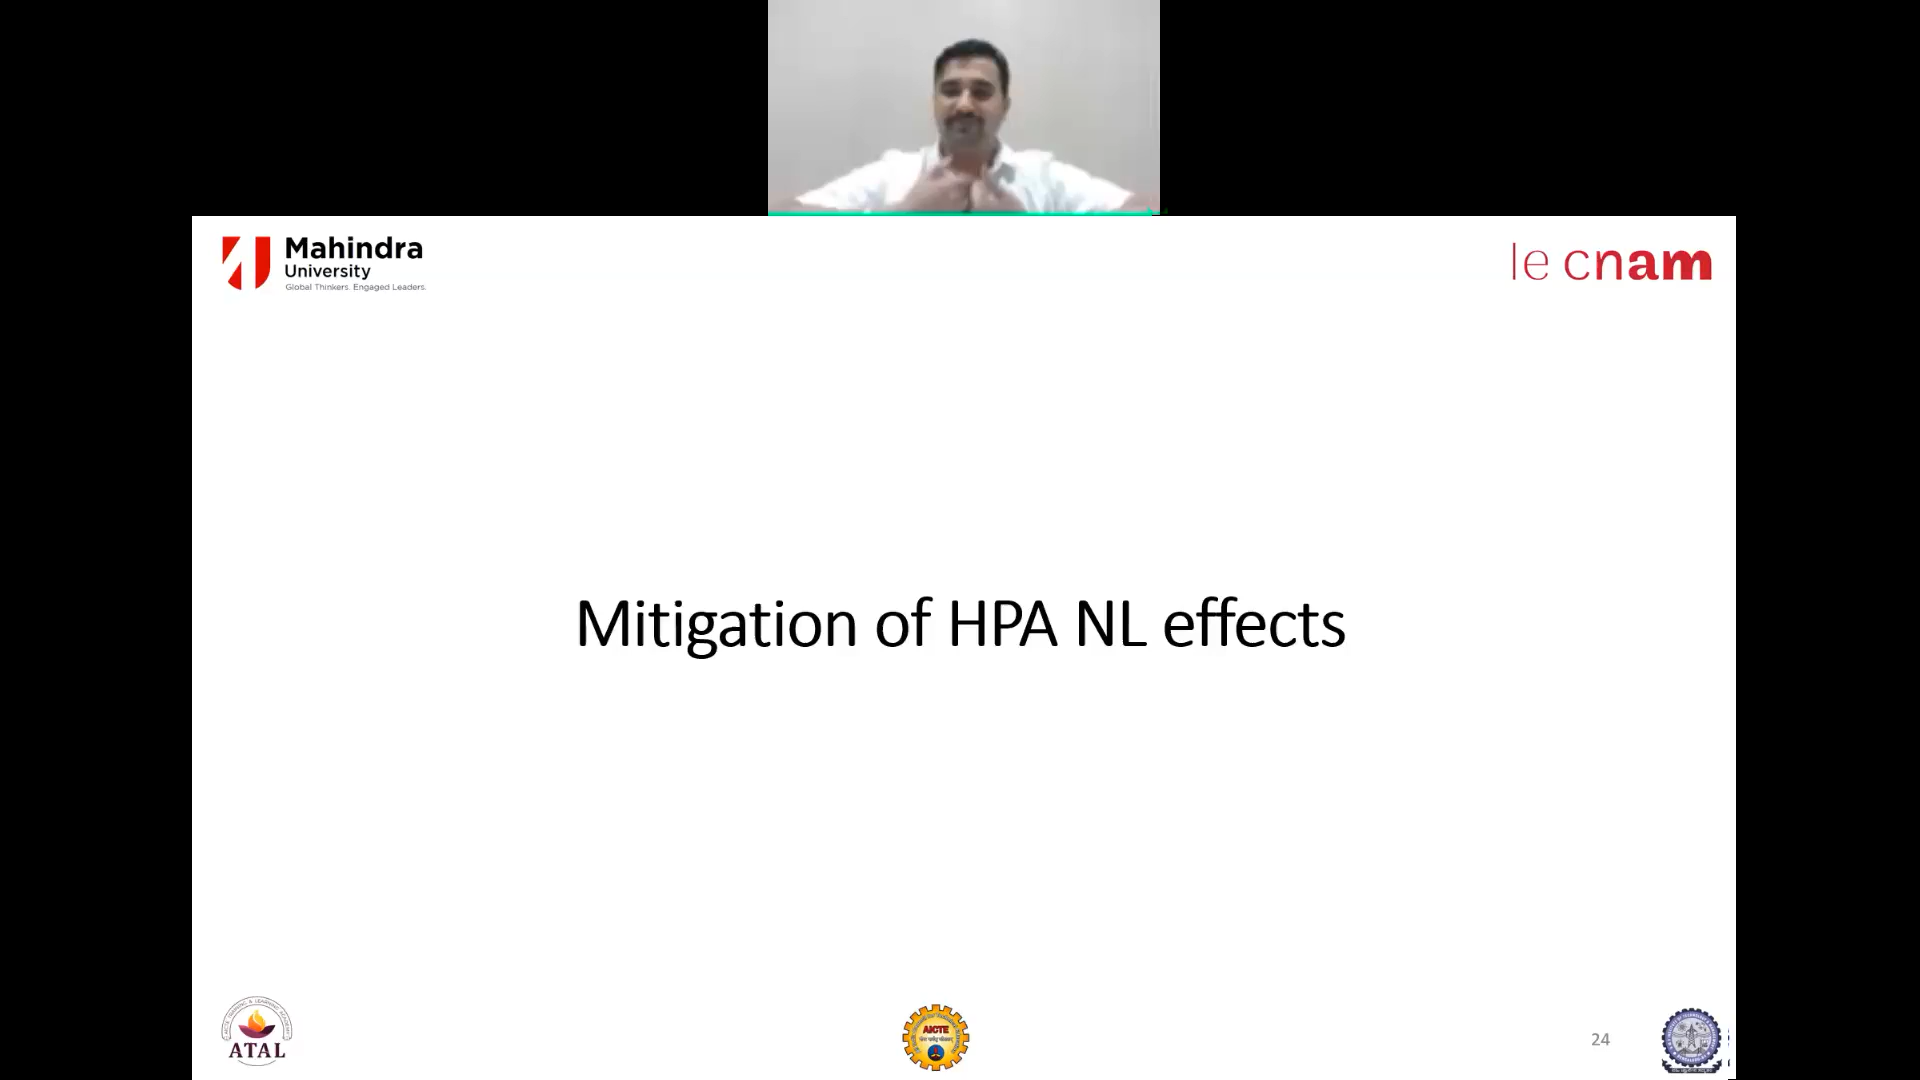 Mahindra
University
Global Thinkers. Engaged Leaders.
le cnam
Mitigation of HPA NL effects
ATAL
AICTE
24